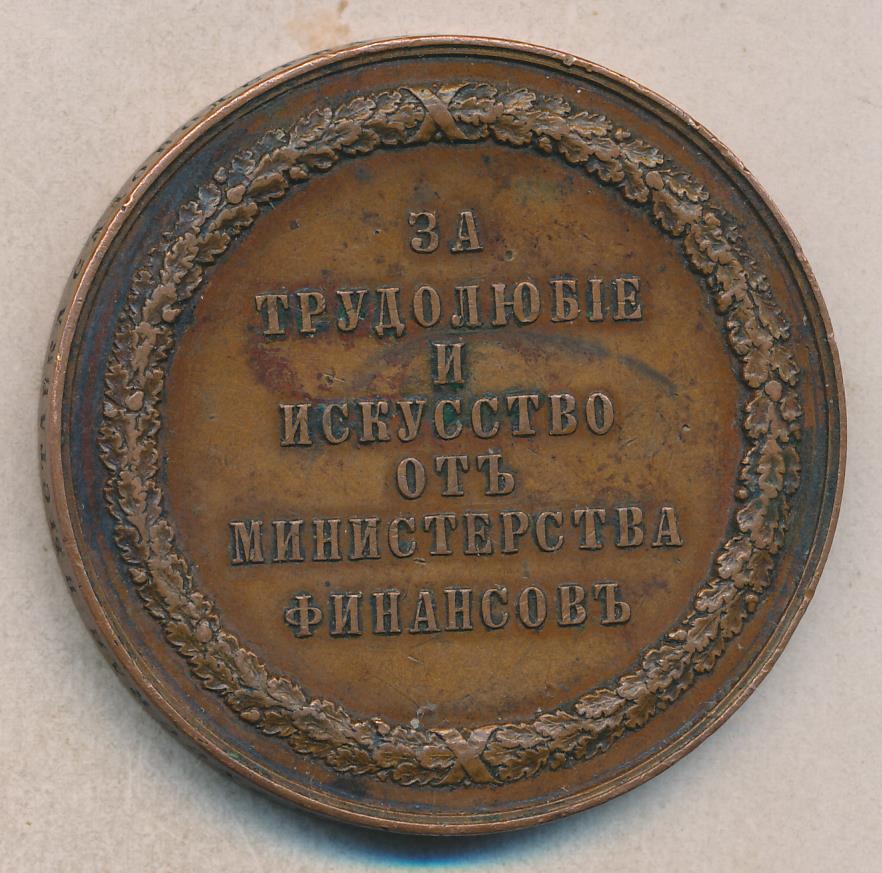 ЗА
ТРУДОЛЮБІЕ
И
ИСКУССТВО
ОТЪ
МИНИСТЕРСТВА
ФИНАНСОВЪ